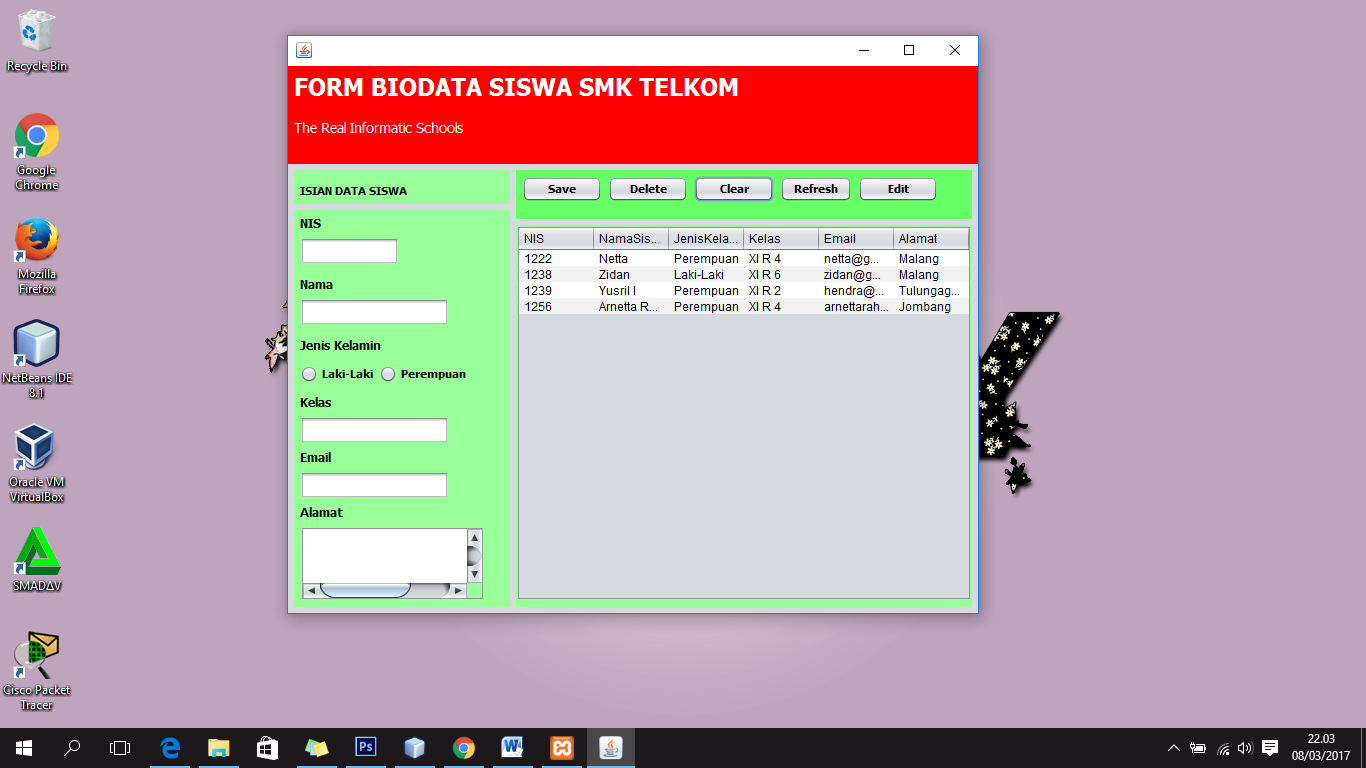 Recycle Bin
Google
Chrome
Mozilla
Firefox
NetBeans IDE
8.1
Oracle VM
VirtualBox
SMADΔV
Cisco Packet
Tracer
FORM BIODATA SISWA SMK TELKOM
The Real Informatic Schools
ISIAN DATA SISWA
NIS
Nama
Jenis Kelamin
Laki-Laki Perempuan
Kelas
Email
Alamat
Save Delete Clear Refresh Edit
NIS NamaSis... JenisKela... Kelas Email Alamat
1222 Netta Perempuan XI R 4 netta@g... Malang
1238 Zidan Laki-Laki XI R 6 zidan@g... Malang
1239 Yusril I Perempuan XI R 2 hendra@... Tulungag...
1256 Arnetta R... Perempuan XI R 4 arnettarah... Jombang
Ps
22.03
08/03/2017